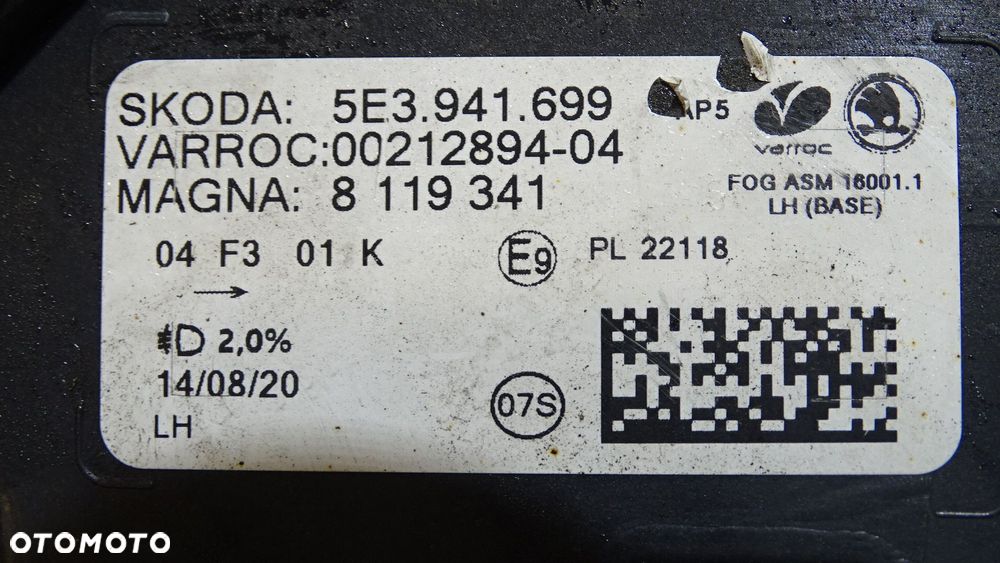 SKODA: 5E3.941.699
VARROC:00212894-04
MAGNA: 8 119 341
AP5
varroc
FOG ASM 16001.1
LH (BASE)
04 F3 01 K
E9
PL 22118
D 2,0%
14/08/20
LH
07S
OTOMOTO